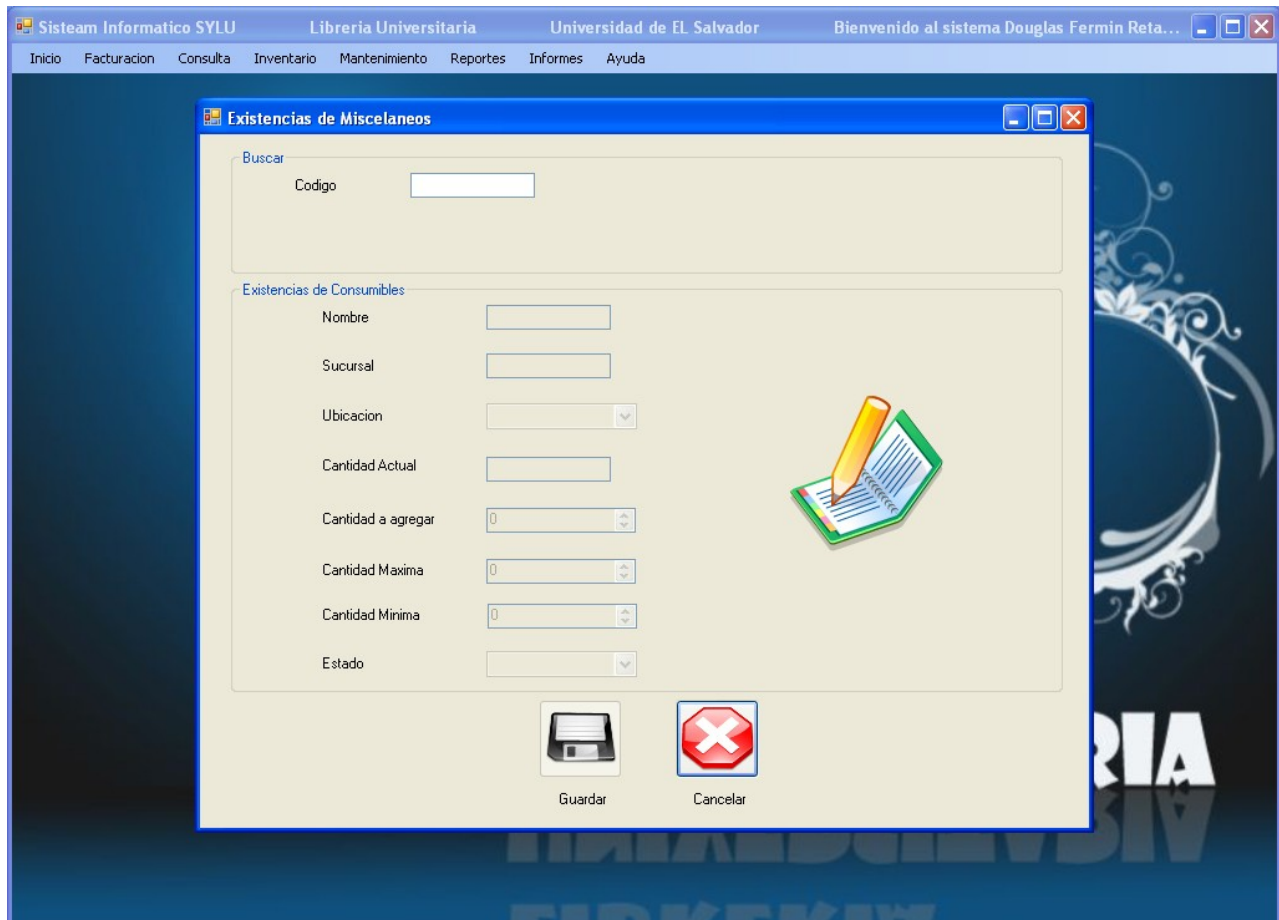 Sisteam Informatico SYLU Libreria Universitaria Universidad de EL Salvador Bienvenido al sistema Douglas Fermin Reta...
Inicio Facturacion Consulta Inventario Mantenimiento Reportes Informes Ayuda
Existencias de Miscelaneos
Buscar
Codigo
Existencias de Consumibles
Nombre
Sucursal
Ubicacion
Cantidad Actual
Cantidad a agregar 0
Cantidad Maxima 0
Cantidad Minima 0
Estado
Guardar Cancelar
RIA